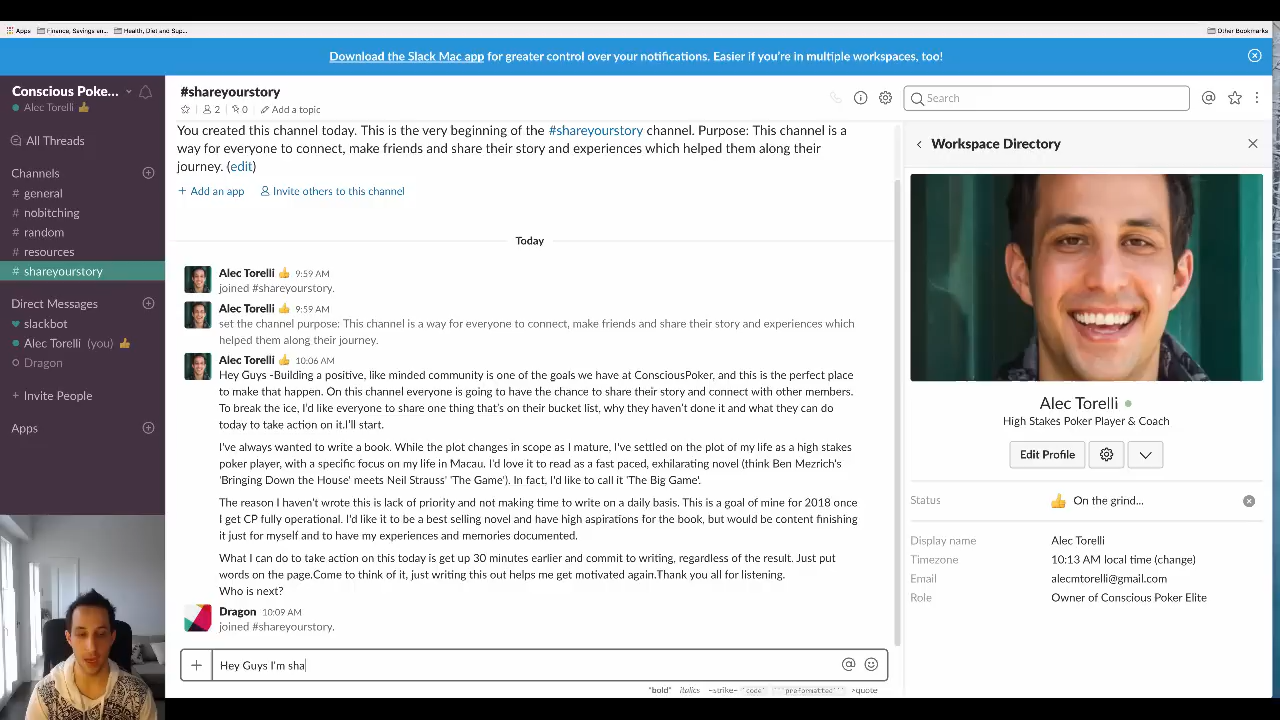 Apps Finance, Savings an... Health, Diet and Sup... Other Bookmarks
Download the Slack Mac app for greater control over your notifications. Easier if you're in multiple workspaces, too!
Conscious Poke...
Alec Torelli 👍
All Threads
Channels
# general
# nobitching
# random
# resources
# shareyourstory
Direct Messages
slackbot
Alec Torelli (you) 👍
Dragon
+ Invite People
Apps
#shareyourstory
2 0 Add a topic
Search
You created this channel today. This is the very beginning of the #shareyourstory channel. Purpose: This channel is a
way for everyone to connect, make friends and share their story and experiences which helped them along their
journey. (edit)
+ Add an app Invite others to this channel
Today
Alec Torelli 👍 9:59 AM
joined #shareyourstory.
Alec Torelli 👍 9:59 AM
set the channel purpose: This channel is a way for everyone to connect, make friends and share their story and experiences which
helped them along their journey.
Alec Torelli 👍 10:06 AM
Hey Guys -Building a positive, like minded community is one of the goals we have at ConsciousPoker, and this is the perfect place
to make that happen. On this channel everyone is going to have the chance to share their story and connect with other members.
To break the ice, I'd like everyone to share one thing that's on their bucket list, why they haven't done it and what they can do
today to take action on it.I'll start.
I've always wanted to write a book. While the plot changes in scope as I mature, I've settled on the plot of my life as a high stakes
poker player, with a specific focus on my life in Macau. I'd love it to read as a fast paced, exhilarating novel (think Ben Mezrich's
'Bringing Down the House' meets Neil Strauss' 'The Game'). In fact, I'd like to call it 'The Big Game'.
The reason I haven't wrote this is lack of priority and not making time to write on a daily basis. This is a goal of mine for 2018 once
I get CP fully operational. I'd like it to be a best selling novel and have high aspirations for the book, but would be content finishing
it just for myself and to have my experiences and memories documented.
What I can do to take action on this today is get up 30 minutes earlier and commit to writing, regardless of the result. Just put
words on the page.Come to think of it, just writing this out helps me get motivated again.Thank you all for listening.
Who is next?
Dragon 10:09 AM
joined #shareyourstory.
Hey Guys I'm sha
*bold* _italics_ ~strike~ `code` ```preformatted``` >quote
Workspace Directory
Alec Torelli
High Stakes Poker Player & Coach
Edit Profile
Status 👍 On the grind...
Display name Alec Torelli
Timezone 10:13 AM local time (change)
Email alecmtorelli@gmail.com
Role Owner of Conscious Poker Elite